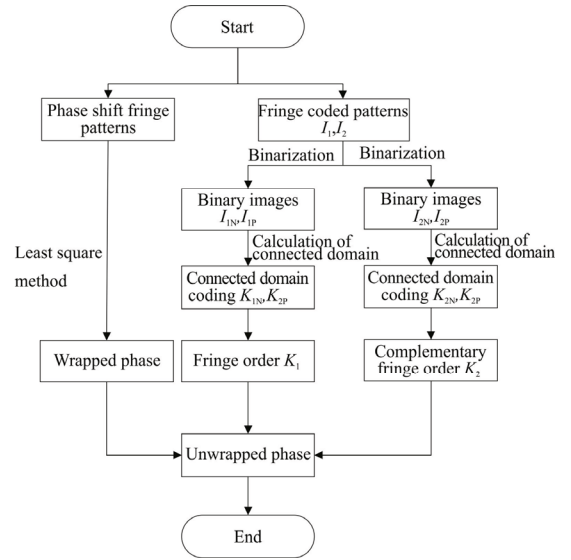 Start
Phase shift fringe
patterns
Fringe coded patterns
I₁,I₂
Binarization
Binarization
Binary images
I₁ₙ,I₁ₚ
Binary images
I₂ₙ,I₂ₚ
Least square
method
Calculation of
connected domain
Calculation of
connected domain
Connected domain
coding K₁ₙ,K₂ₚ
Connected domain
coding K₂ₙ,K₂ₚ
Wrapped phase
Fringe order K₁
Complementary
fringe order K₂
Unwrapped phase
End